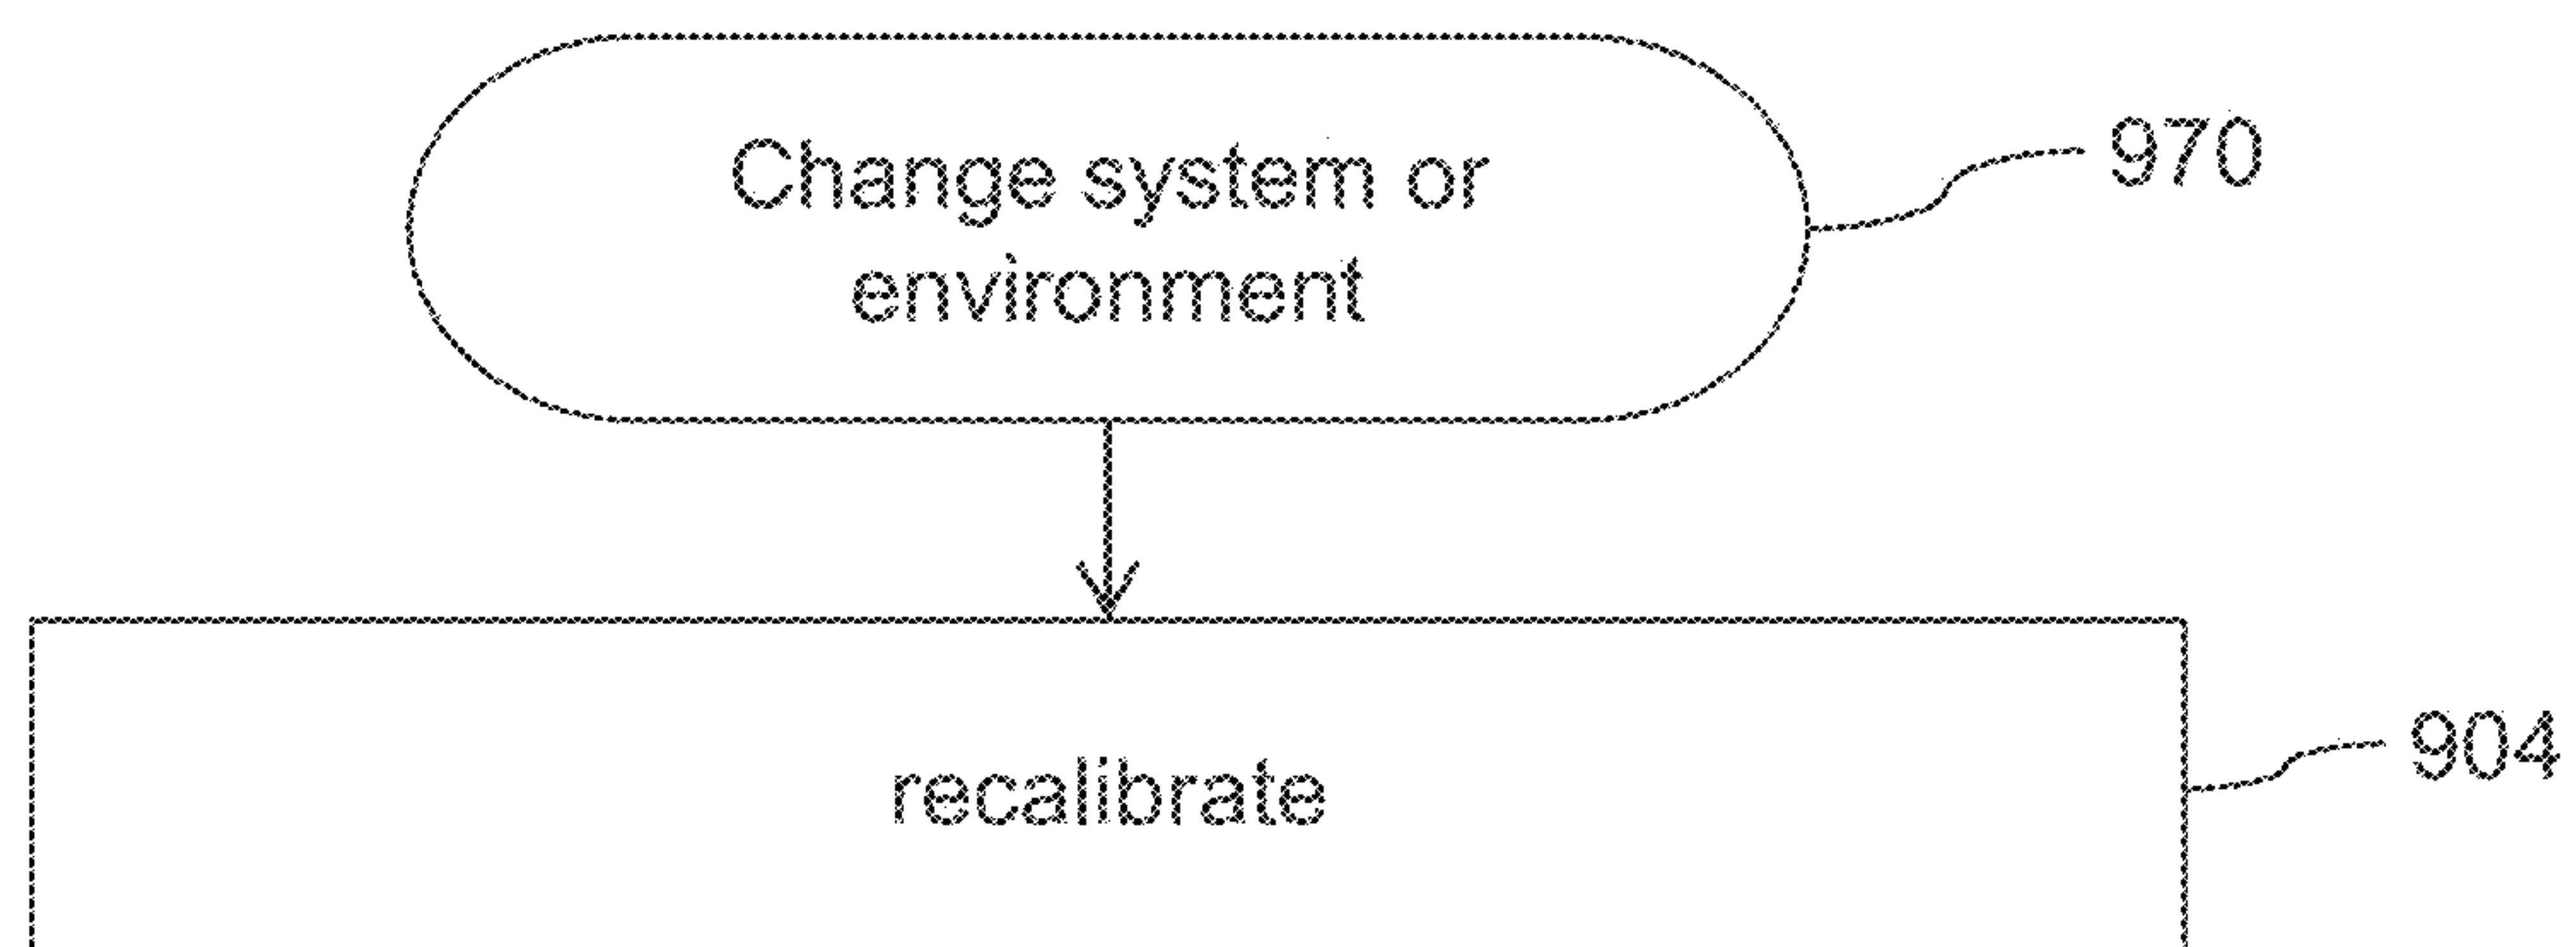 Change system or
environment
970
recalibrate
904